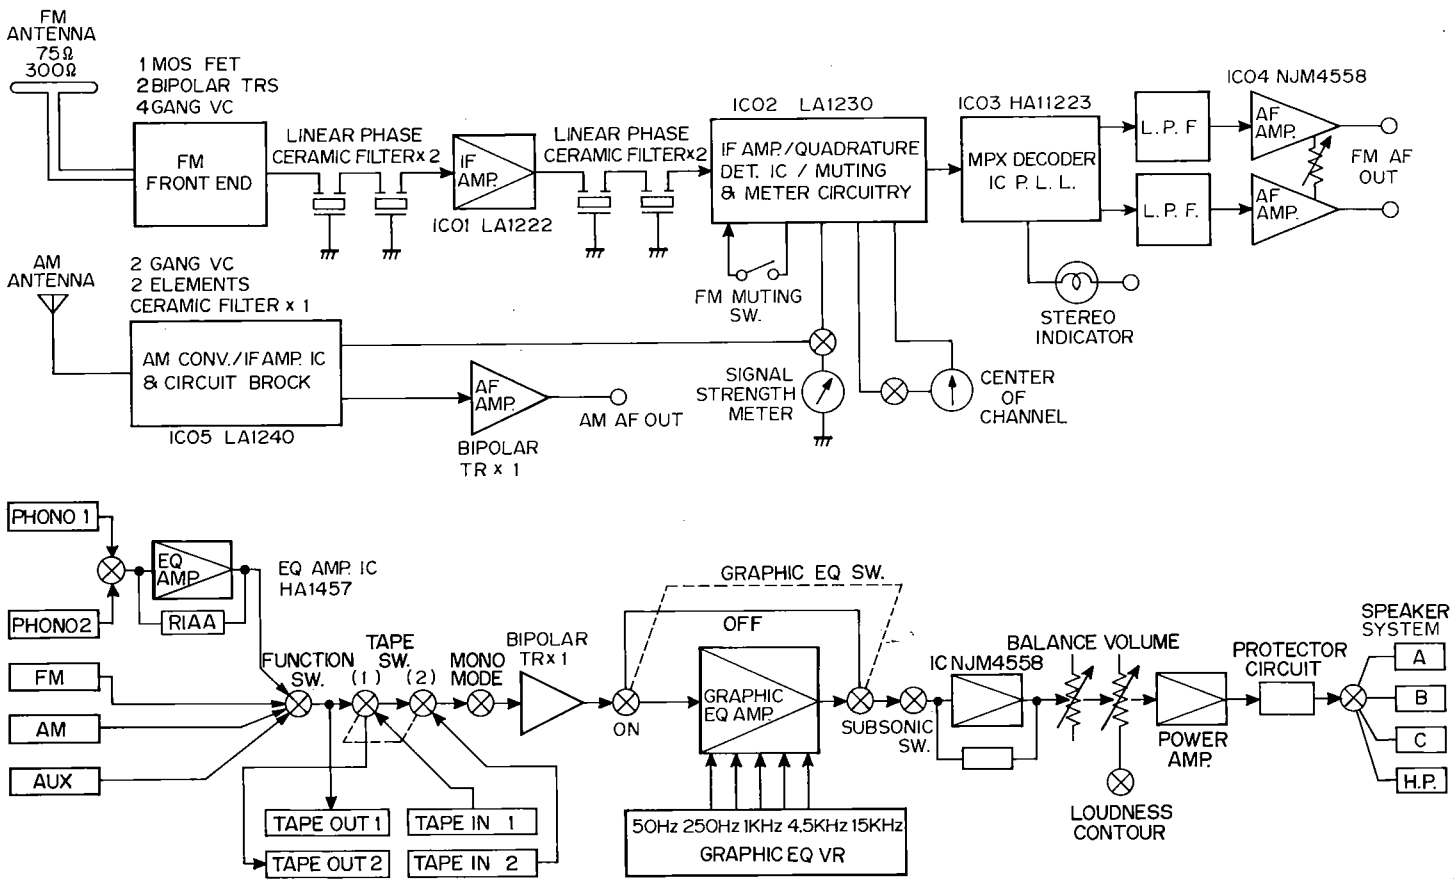 FM
ANTENNA
75Ω
300Ω
1 MOS FET
2 BIPOLAR TRS
4 GANG VC
FM
FRONT END
LINEAR PHASE
CERAMIC FILTER x 2
IF
AMP.
IC01 LA1222
LINEAR PHASE
CERAMIC FILTER x 2
IC02 LA1230
IF AMP./QUADRATURE
DET. IC / MUTING
& METER CIRCUITRY
FM MUTING
SW.
IC03 HA11223
MPX DECODER
IC P. L. L.
L. P. F
L. P. F.
IC04 NJM4558
AF
AMP.
AF
AMP.
FM AF
OUT
STEREO
INDICATOR
AM
ANTENNA
2 GANG VC
2 ELEMENTS
CERAMIC FILTER x 1
AM CONV./IF AMP. IC
& CIRCUIT BROCK
IC05 LA1240
AF
AMP.
BIPOLAR
TR x 1
AM AF OUT
SIGNAL
STRENGTH
METER
CENTER
OF
CHANNEL
PHONO 1
PHONO 2
EQ
AMP.
RIAA
EQ AMP. IC
HA1457
FM
AM
AUX
FUNCTION
SW.
TAPE
SW.
(1) (2)
MONO
MODE
BIPOLAR
TR x 1
TAPE OUT 1
TAPE OUT 2
TAPE IN 1
TAPE IN 2
GRAPHIC EQ SW.
OFF
ON
GRAPHIC
EQ AMP.
50Hz 250Hz 1KHz 4.5KHz 15KHz
GRAPHIC EQ VR
SUBSONIC
SW.
IC NJM4558
BALANCE VOLUME
LOUDNESS
CONTOUR
POWER
AMP.
PROTECTOR
CIRCUIT
SPEAKER
SYSTEM
A
B
C
H.P.